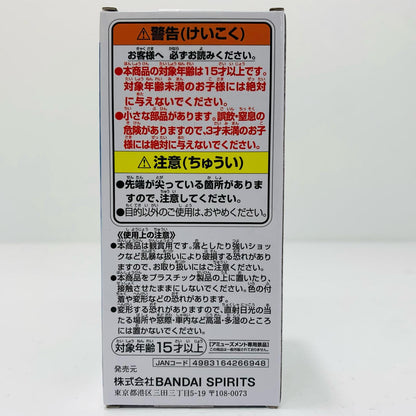 ⚠警告(けいこく)
お客様へ 必ずお読みください。
●本商品の対象年齢は15才以上です。
対象年齢未満のお子様には絶対
に与えないでください。
●小さな部品があります。誤飲・窒息の
危険がありますので、3才未満のお子
様には絶対に与えないでください。
⚠注意(ちゅうい)
●先端が尖っている箇所がありま
すので、注意してください。
●目的以外のご使用は、おやめください。
《使用上の注意》
●本商品は観賞用です。落としたり強いショッ
クなど乱暴な扱いにより破損する恐れがあり
ますので、お取り扱いにはご注意ください。
●本商品をプラスチック製品の上に置いたり、
接触させたままにしないでください。色の付
着や変形などの恐れがあります。
●変形する恐れがありますので、直射日光の当
たる場所や窓際・車内など高温・多湿のところ
には置かないでください。
対象年齢15才以上
【アミューズメント専用景品】
JANコード 4983164266948
発売元
株式会社BANDAI SPIRITS
東京都港区三田三丁目5-19 〒108-0073